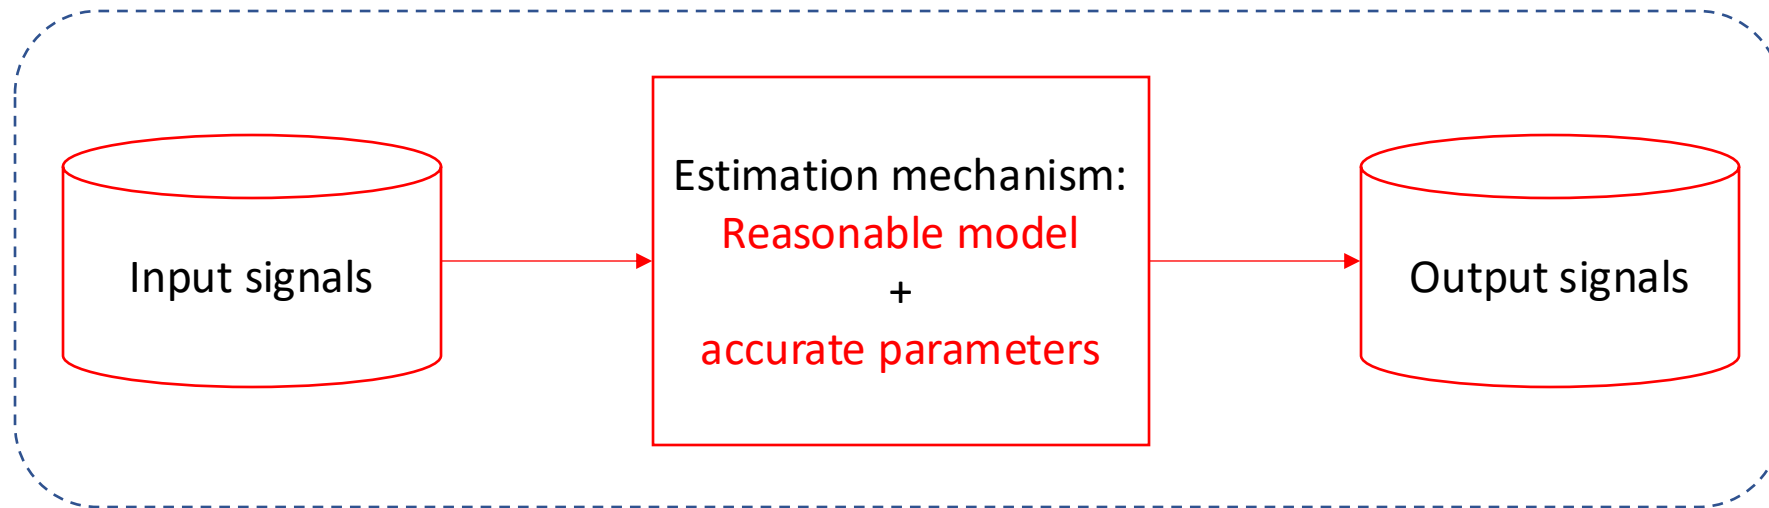 Input signals
Estimation mechanism:
Reasonable model
+
accurate parameters
Output signals